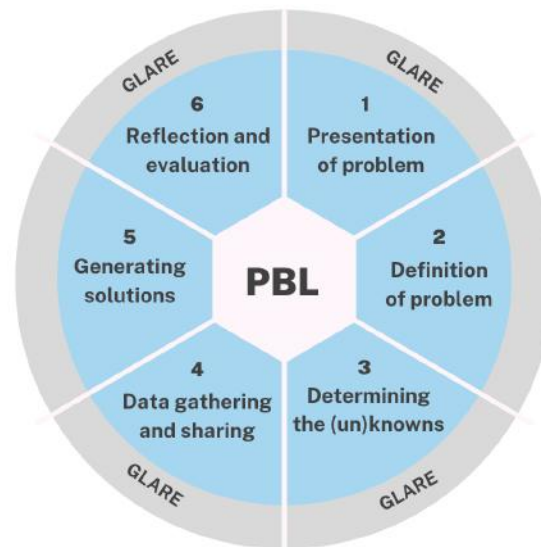 GLARE
GLARE
6
Reflection and
evaluation
1
Presentation
of problem
5
Generating
solutions
PBL
2
Definition
of problem
4
Data gathering
and sharing
3
Determining
the (un)knowns
GLARE
GLARE